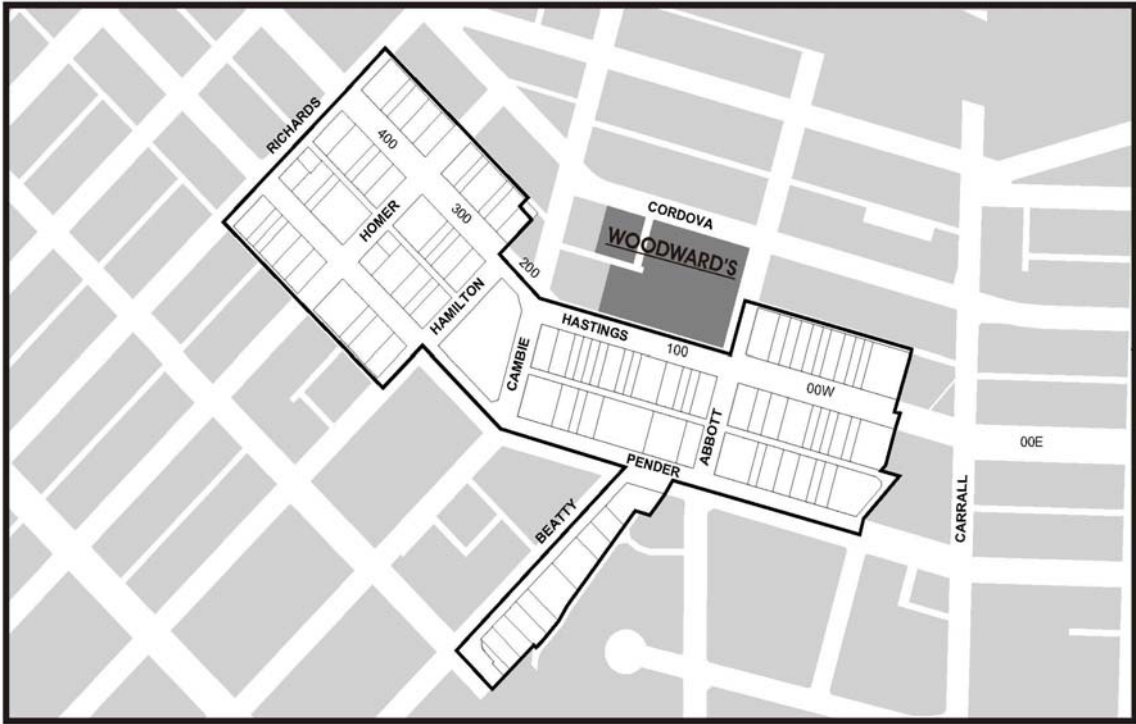 RICHARDS
400
HOMER
300
CORDOVA
WOODWARD'S
200
HAMILTON
HASTINGS
100
CAMBIE
00W
ABBOTT
00E
PENDER
CARRALL
BEATTY